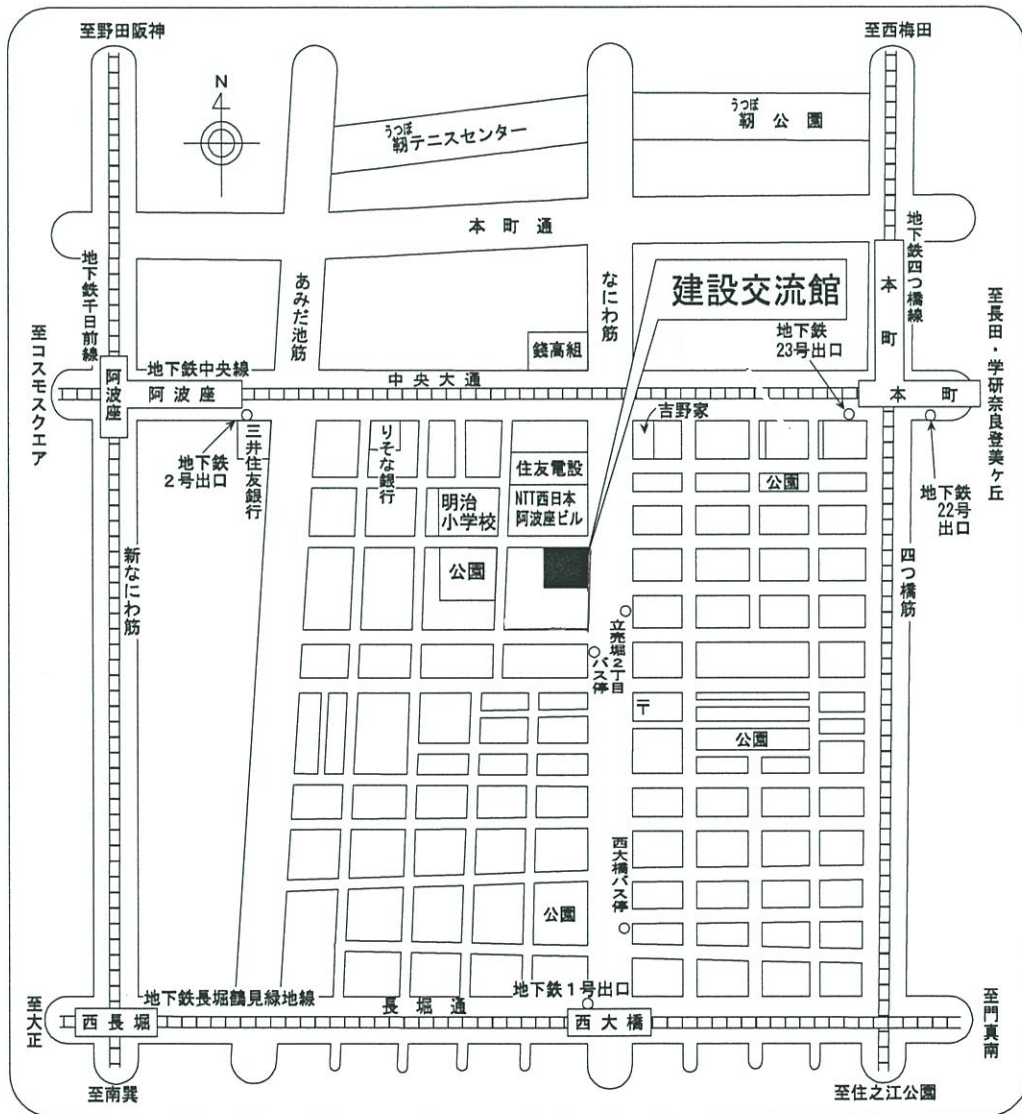 至野田阪神
至西梅田
N
うつぼ
靭テニスセンター
うつぼ
靭公園
本町通
地下鉄千日前線
あみだ池筋
なにわ筋
建設交流館
本町
地下鉄四つ橋線
至コスモスクエア
地下鉄中央線
錢高組
地下鉄
23号出口
至長田・学研奈良登美ヶ丘
阿波座
阿波座
中央大通
本町
吉野家
地下鉄
2号出口
三井住友銀行
りそな銀行
住友電設
明治
小学校
NTT西日本
阿波座ビル
公園
地下鉄
22号
出口
公園
新なにわ筋
四つ橋筋
立売堀2丁目
バス停
〒
公園
西大橋バス停
公園
地下鉄長堀鶴見緑地線
長堀通
地下鉄1号出口
至大正
西長堀
西大橋
至門真南
至南巽
至住之江公園